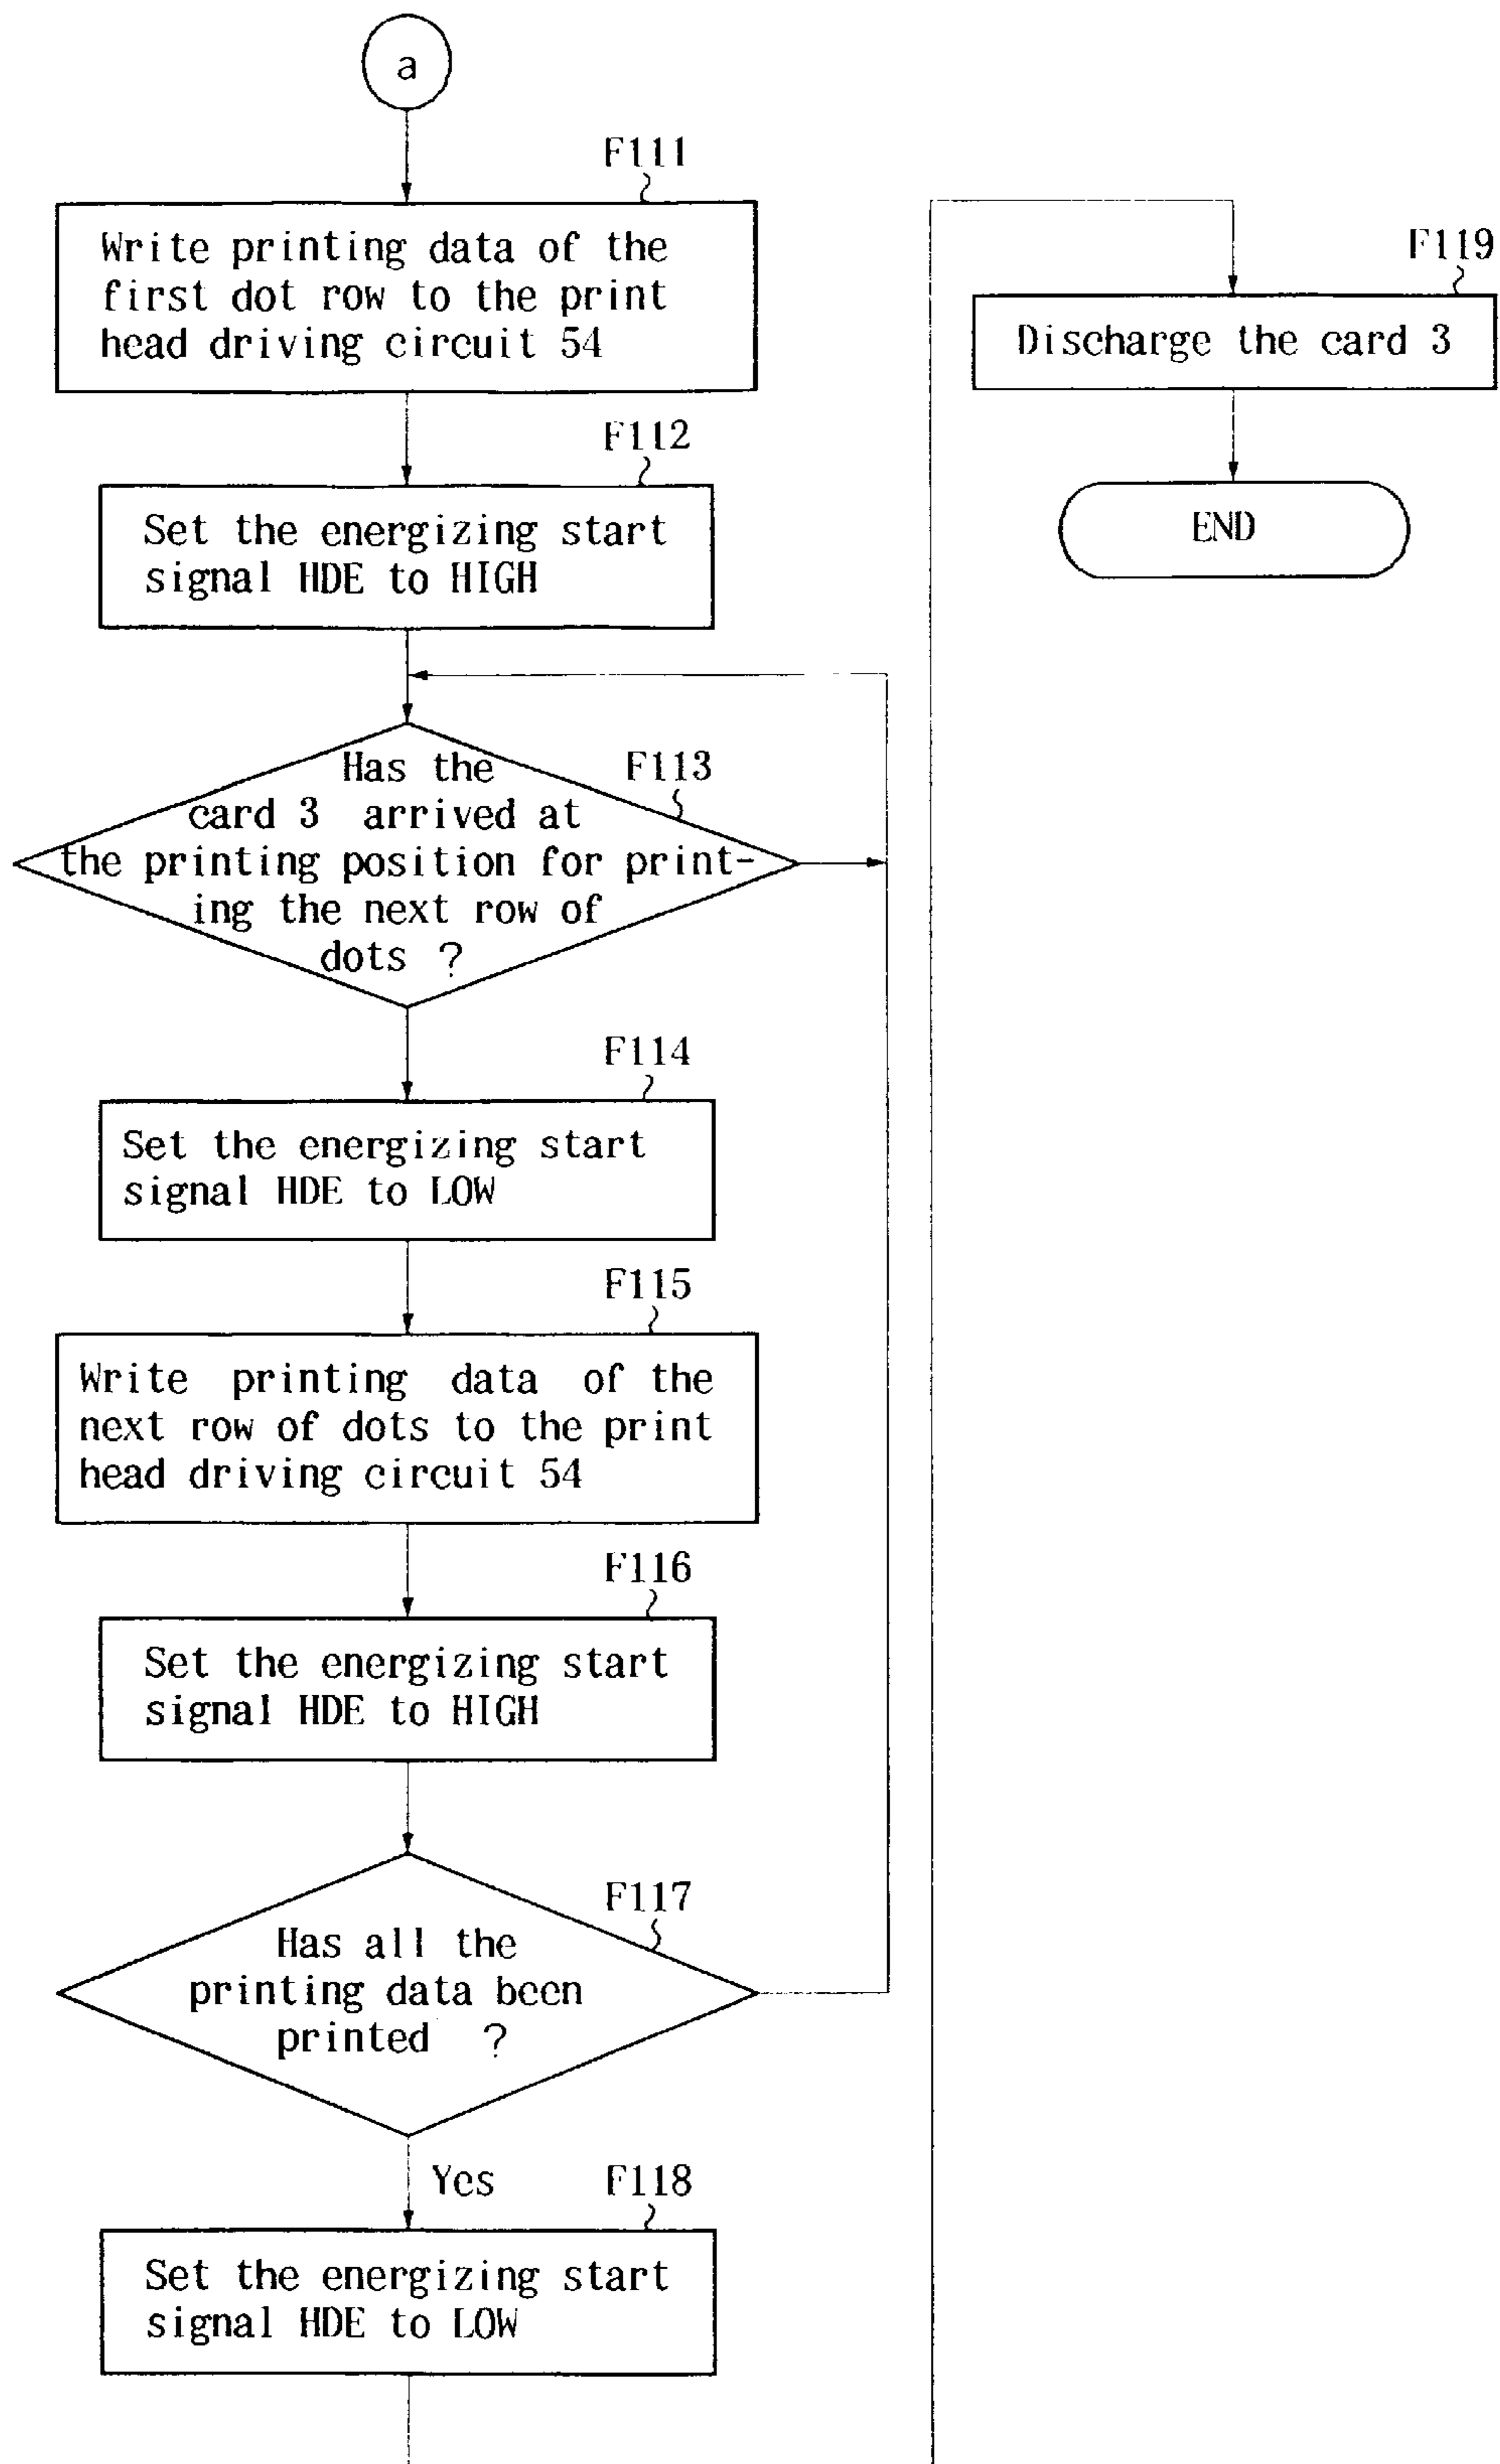 a
F111
Write printing data of the
first dot row to the print
head driving circuit 54
F112
Set the energizing start
signal HDE to HIGH
F113
Has the
card 3 arrived at
the printing position for print-
ing the next row of
dots ?
F114
Set the energizing start
signal HDE to LOW
F115
Write printing data of the
next row of dots to the print
head driving circuit 54
F116
Set the energizing start
signal HDE to HIGH
F117
Has all the
printing data been
printed ?
Yes
F118
Set the energizing start
signal HDE to LOW
F119
Discharge the card 3
END